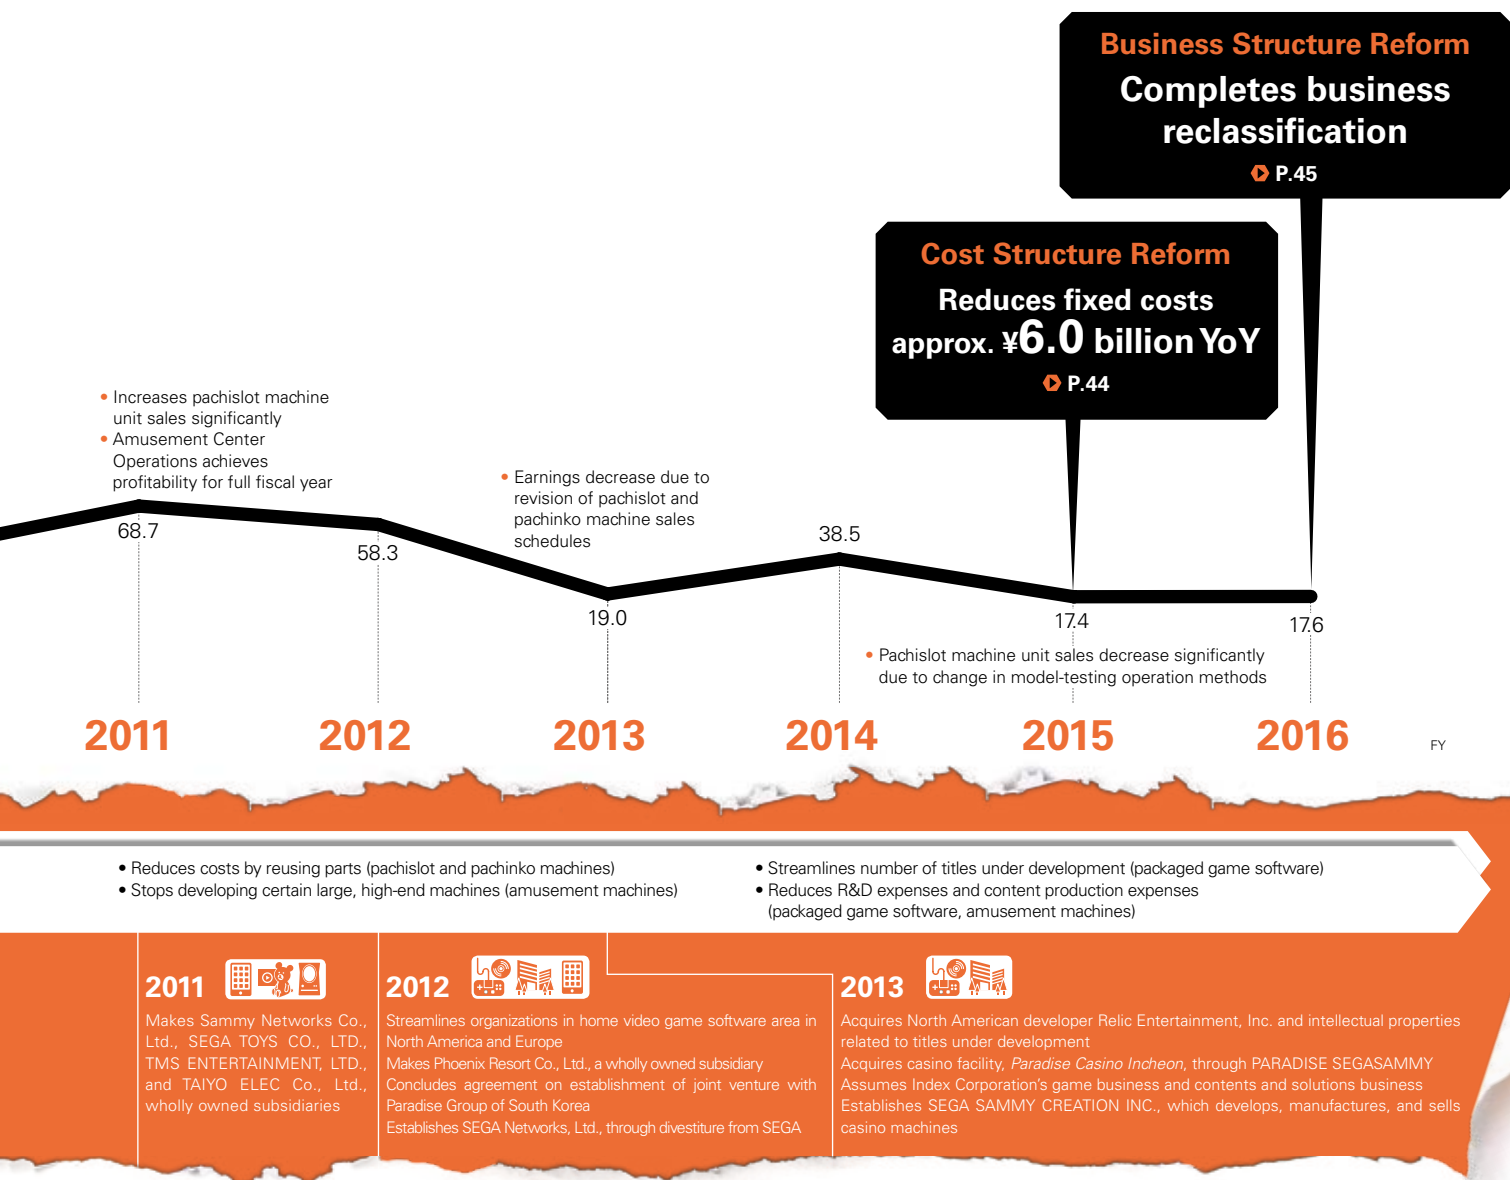 Business Structure Reform
Completes business
reclassification
P.45
Cost Structure Reform
Reduces fixed costs
approx. ¥6.0 billion YoY
P.44
• Increases pachislot machine
unit sales significantly
• Amusement Center
Operations achieves
profitability for full fiscal year
• Earnings decrease due to
revision of pachislot and
pachinko machine sales
schedules
68.7
58.3
19.0
38.5
17.4
17.6
• Pachislot machine unit sales decrease significantly
due to change in model-testing operation methods
2011
2012
2013
2014
2015
2016
FY
• Reduces costs by reusing parts (pachislot and pachinko machines)
• Stops developing certain large, high-end machines (amusement machines)
• Streamlines number of titles under development (packaged game software)
• Reduces R&D expenses and content production expenses
(packaged game software, amusement machines)
2011
Makes Sammy Networks Co.,
Ltd., SEGA TOYS CO., LTD.,
TMS ENTERTAINMENT, LTD.,
and TAIYO ELEC Co., Ltd.,
wholly owned subsidiaries
2012
Streamlines organizations in home video game software area in
North America and Europe
Makes Phoenix Resort Co., Ltd., a wholly owned subsidiary
Concludes agreement on establishment of joint venture with
Paradise Group of South Korea
Establishes SEGA Networks, Ltd., through divestiture from SEGA
2013
Acquires North American developer Relic Entertainment, Inc. and intellectual properties
related to titles under development
Acquires casino facility, Paradise Casino Incheon, through PARADISE SEGASAMMY
Assumes Index Corporation's game business and contents and solutions business
Establishes SEGA SAMMY CREATION INC., which develops, manufactures, and sells
casino machines